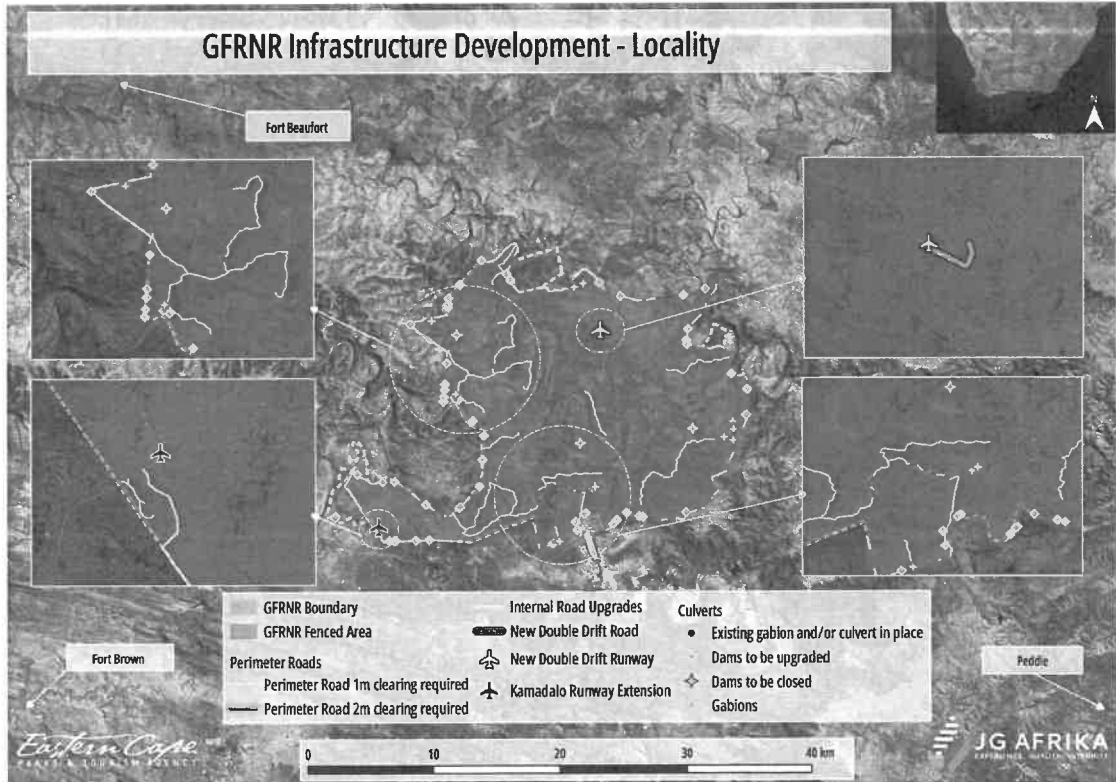 GFRNR Infrastructure Development - Locality
N
Fort Beaufort
GFRNR Boundary
GFRNR Fenced Area
Perimeter Roads
Perimeter Road 1m clearing required
Perimeter Road 2m clearing required
Internal Road Upgrades
New Double Drift Road
New Double Drift Runway
Kamadalo Runway Extension
Culverts
Existing gabion and/or culvert in place
Dams to be upgraded
Dams to be closed
Gabions
Fort Brown
Peddie
Eastern Cape
PARKS & TOURISM AGENCY
0 10 20 30 40 km
JG AFRIKA